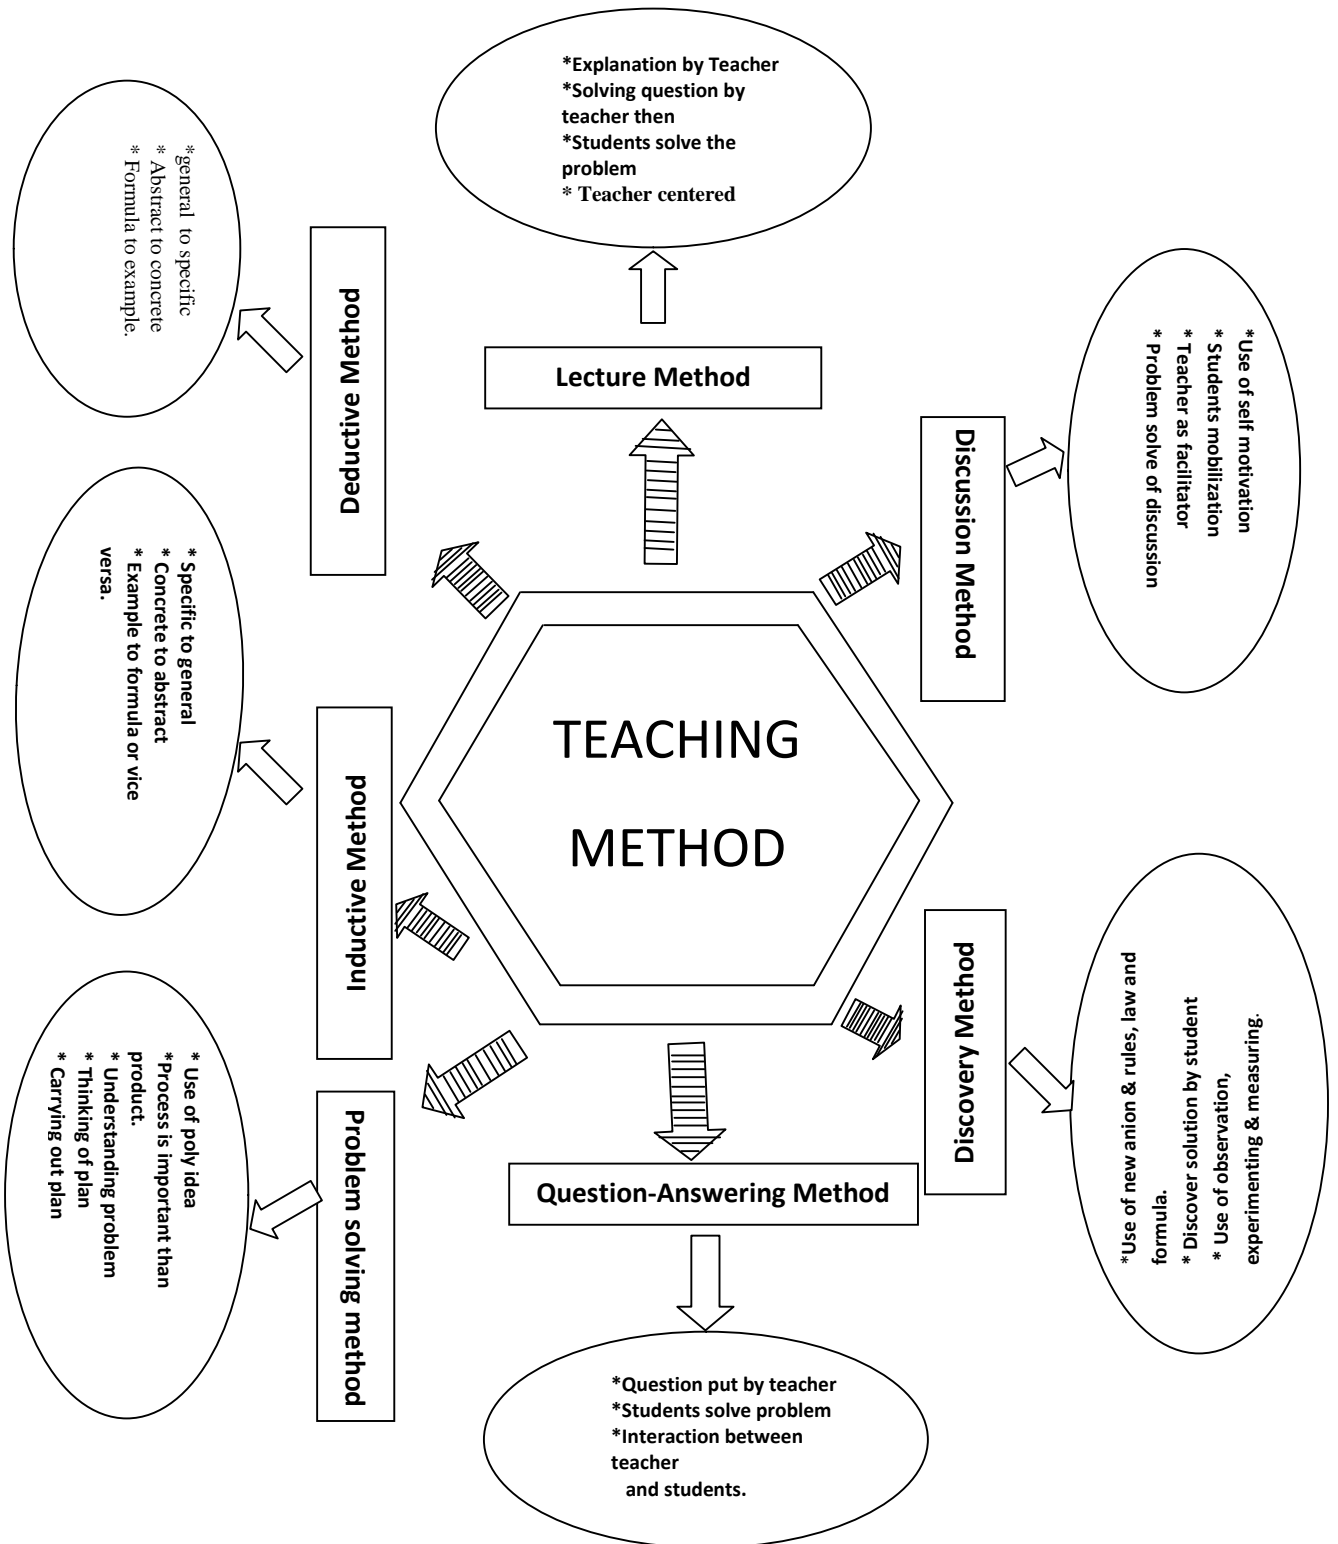 TEACHING
METHOD
Lecture Method
*Explanation by Teacher
*Solving question by
teacher then
*Students solve the
problem
* Teacher centered
Discussion Method
*Use of self motivation
* Students mobilization
* Teacher as facilitator
* Problem solve of discussion
Discovery Method
*Use of new anion & rules, law and
formula.
* Discover solution by student
* Use of observation,
experimenting & measuring.
Question-Answering Method
*Question put by teacher
*Students solve problem
*Interaction between
teacher
and students.
Problem solving method
* Use of poly idea
*Process is important than
product.
* Understanding problem
* Thinking of plan
* Carrying out plan
Inductive Method
* Specific to general
* Concrete to abstract
* Example to formula or vice
versa.
Deductive Method
*general to specific
* Abstract to concrete
* Formula to example.